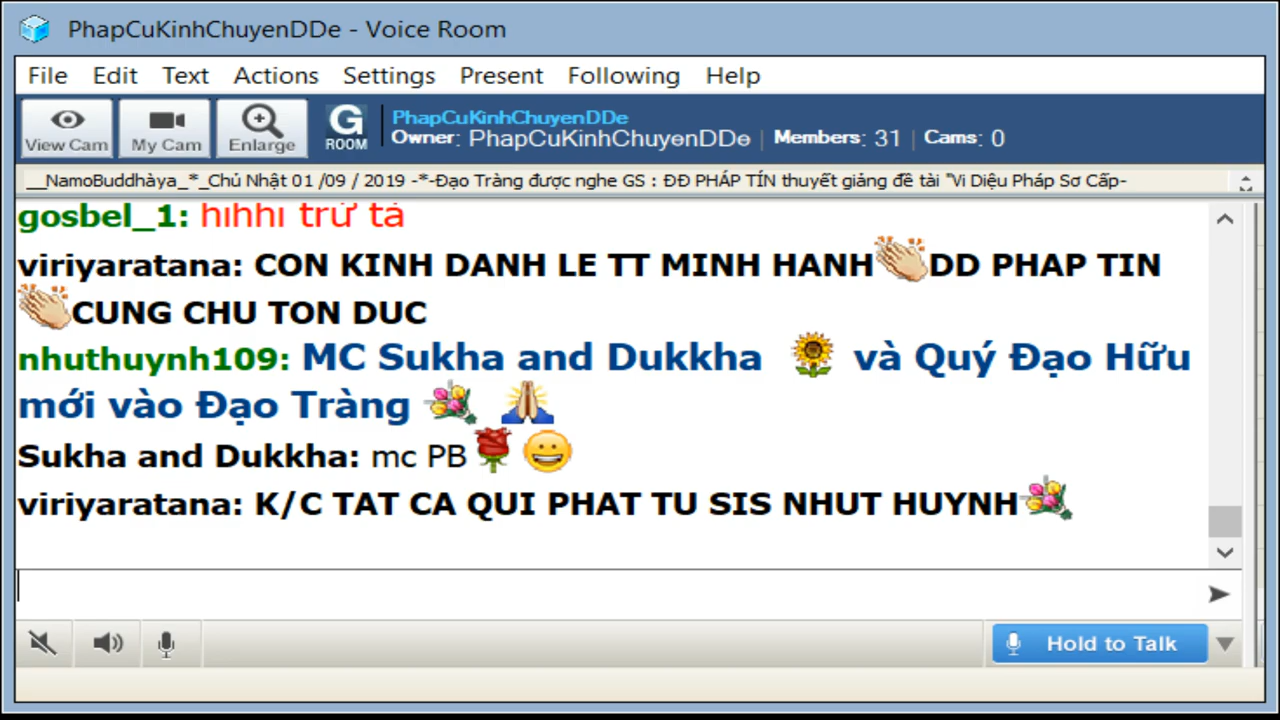 PhapCuKinhChuyenDDe - Voice Room
File Edit Text Actions Settings Present Following Help
View Cam My Cam Enlarge G ROOM
PhapCuKinhChuyenDDe
Owner: PhapCuKinhChuyenDDe | Members: 31 | Cams: 0
__NamoBuddhàya_*_Chủ Nhật 01 /09 / 2019 -*-Đạo Tràng được nghe GS : ĐĐ PHÁP TÍN thuyết giảng đề tài "Vi Diệu Pháp Sơ Cấp-
gosbel_1: hihhi trừ tà
viriyaratana: CON KINH DANH LE TT MINH HANH DD PHAP TIN
CUNG CHU TON DUC
nhuthuynh109: MC Sukha and Dukkha và Quý Đạo Hữu
mới vào Đạo Tràng
Sukha and Dukkha: mc PB
viriyaratana: K/C TAT CA QUI PHAT TU SIS NHUT HUYNH
Hold to Talk